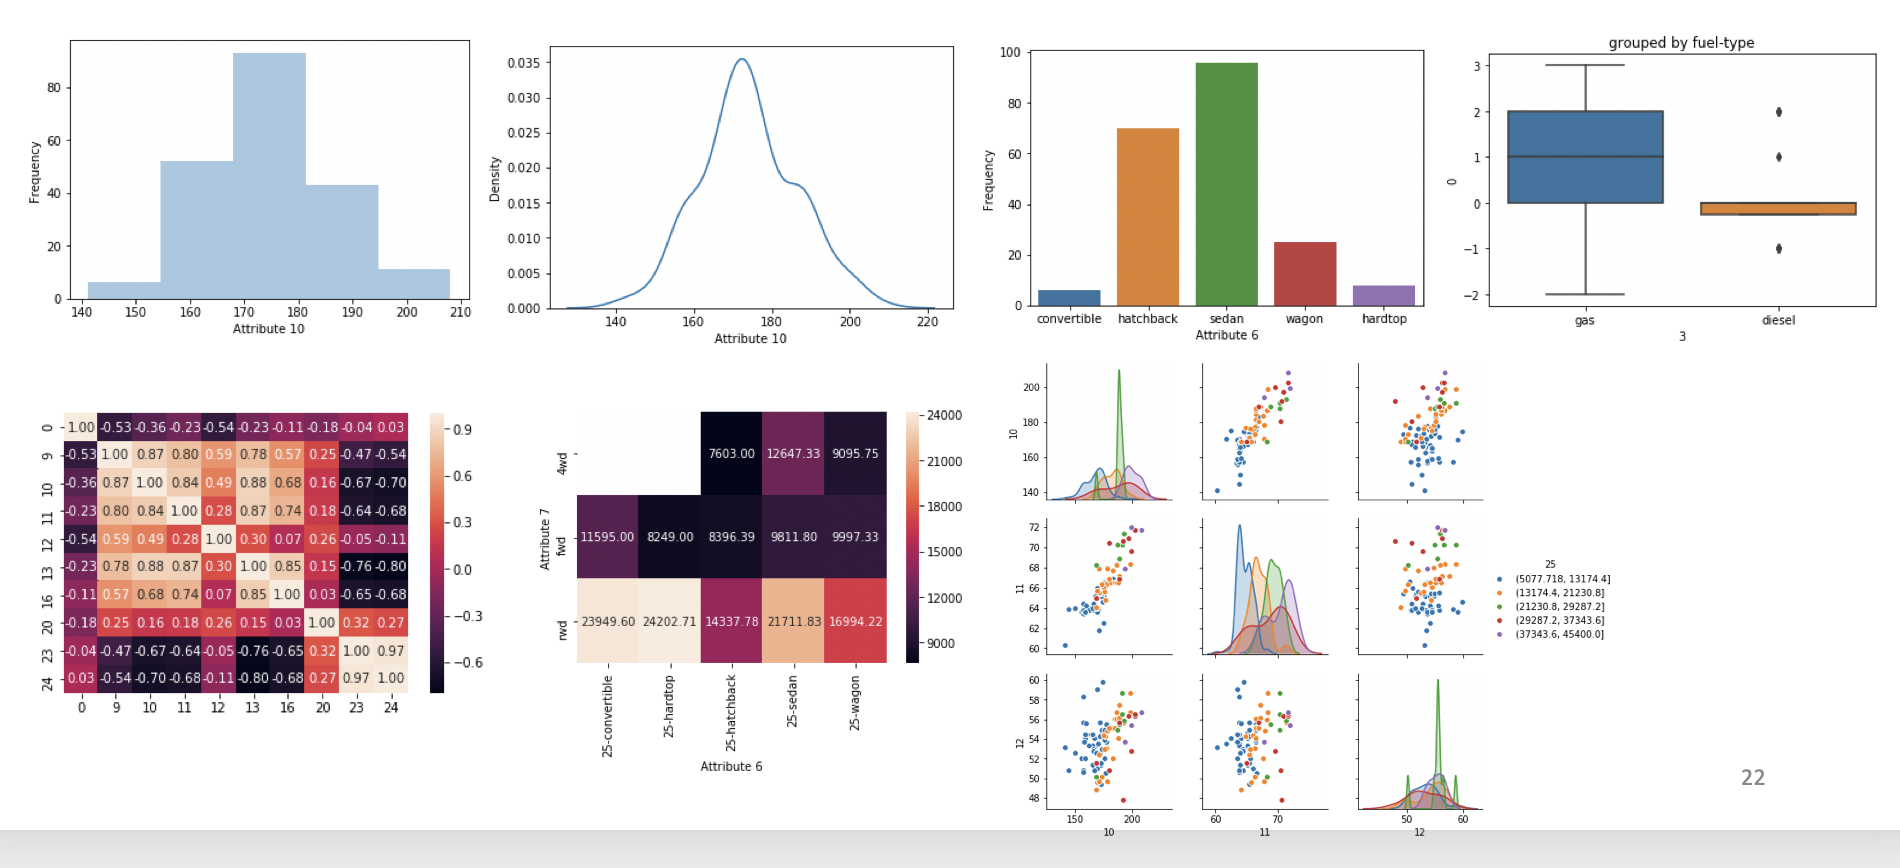 80
60
40
20
0
Frequency
140 150 160 170 180 190 200 210
Attribute 10
0.035
0.030
0.025
0.020
0.015
0.010
0.005
0.000
Density
140 160 180 200 220
Attribute 10
100
80
60
40
20
0
Frequency
convertible hatchback sedan wagon hardtop
Attribute 6
grouped by fuel-type
3
2
1
0
−1
−2
0
gas diesel
3
0 1.00 -0.53 -0.36 -0.23 -0.54 -0.23 -0.11 -0.18 -0.04 0.03
9 -0.53 1.00 0.87 0.80 0.59 0.78 0.57 0.25 -0.47 -0.54
10 -0.36 0.87 1.00 0.84 0.49 0.88 0.68 0.16 -0.67 -0.70
11 -0.23 0.80 0.84 1.00 0.28 0.87 0.74 0.18 -0.64 -0.68
12 -0.54 0.59 0.49 0.28 1.00 0.30 0.07 0.26 -0.05 -0.11
13 -0.23 0.78 0.88 0.87 0.30 1.00 0.85 0.15 -0.76 -0.80
16 -0.11 0.57 0.68 0.74 0.07 0.85 1.00 0.03 -0.65 -0.68
20 -0.18 0.25 0.16 0.18 0.26 0.15 0.03 1.00 0.32 0.27
23 -0.04 -0.47 -0.67 -0.64 -0.05 -0.76 -0.65 0.32 1.00 0.97
24 0.03 -0.54 -0.70 -0.68 -0.11 -0.80 -0.68 0.27 0.97 1.00
0 9 10 11 12 13 16 20 23 24
0.9
0.6
0.3
0.0
−0.3
−0.6
Attribute 7
4wd 7603.00 12647.33 9095.75
fwd 11595.00 8249.00 8396.39 9811.80 9997.33
rwd 23949.60 24202.71 14337.78 21711.83 16994.22
25-convertible 25-hardtop 25-hatchback 25-sedan 25-wagon
Attribute 6
24000
21000
18000
15000
12000
9000
200
180
160
140
10
72
70
68
66
64
62
60
11
60
58
56
54
52
50
48
12
150 200
10
60 70
11
50 60
12
25
(5077.718, 13174.4]
(13174.4, 21230.8]
(21230.8, 29287.2]
(29287.2, 37343.6]
(37343.6, 45400.0]
22